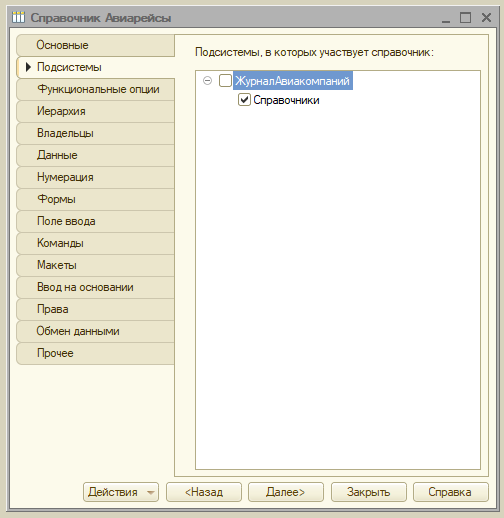 Справочник Авиарейсы
Основные
Подсистемы
Функциональные опции
Иерархия
Владельцы
Данные
Нумерация
Формы
Поле ввода
Команды
Макеты
Ввод на основании
Права
Обмен данными
Прочее
Подсистемы, в которых участвует справочник:
ЖурналАвиакомпаний
Справочники
Действия
<Назад
Далее>
Закрыть
Справка